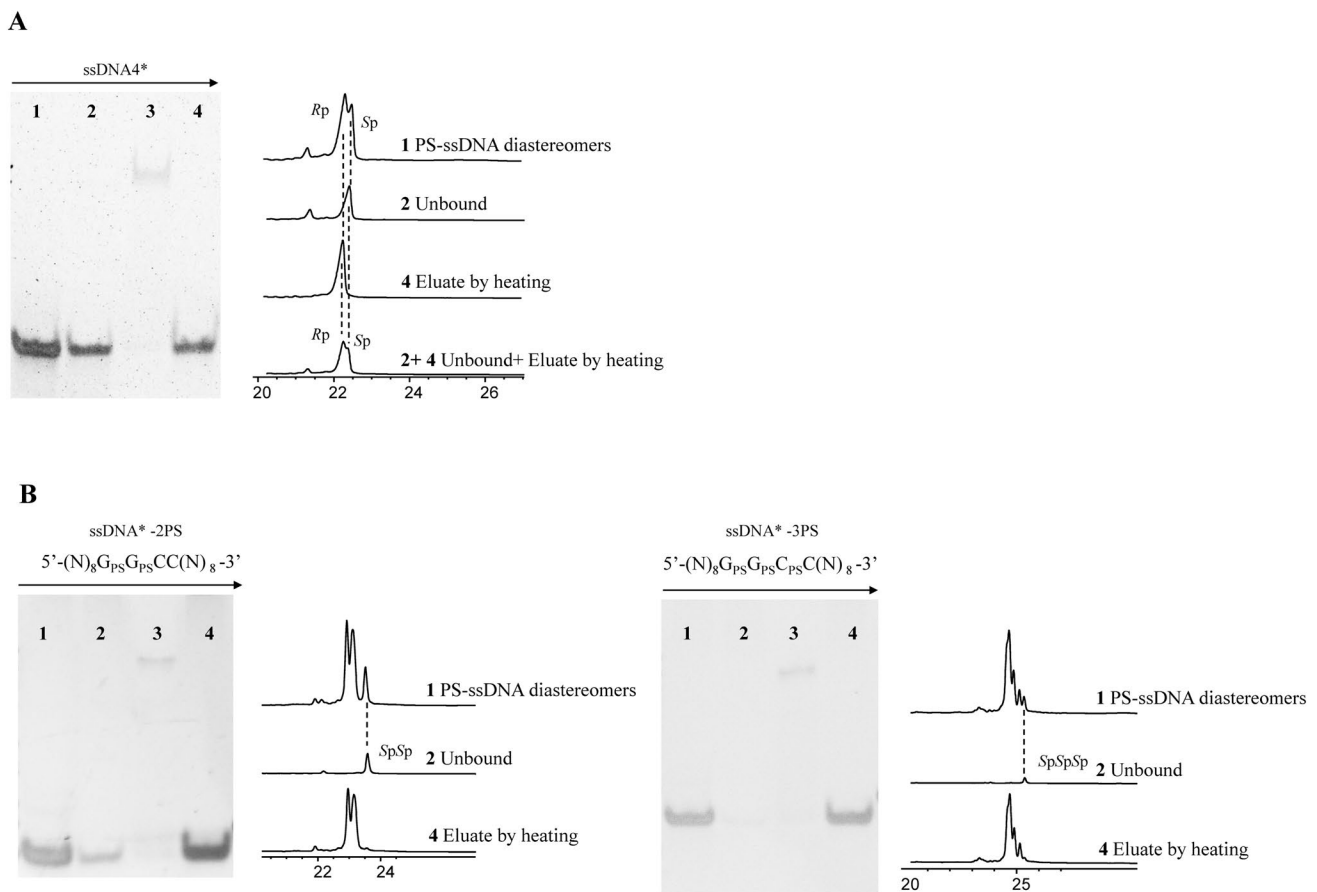 A
ssDNA4*
1 2 3 4
Rp
Sp
1 PS-ssDNA diastereomers
2 Unbound
4 Eluate by heating
Rp
Sp
2+ 4 Unbound+ Eluate by heating
20 22 24 26
B
ssDNA* -2PS
5’-(N)8GPSGPSCC(N) 8 -3’
1 2 3 4
1 PS-ssDNA diastereomers
SpSp
2 Unbound
4 Eluate by heating
22 24
ssDNA* -3PS
5’-(N)8GPSGPSCPSC(N) 8 -3’
1 2 3 4
1 PS-ssDNA diastereomers
SpSpSp
2 Unbound
4 Eluate by heating
20 25